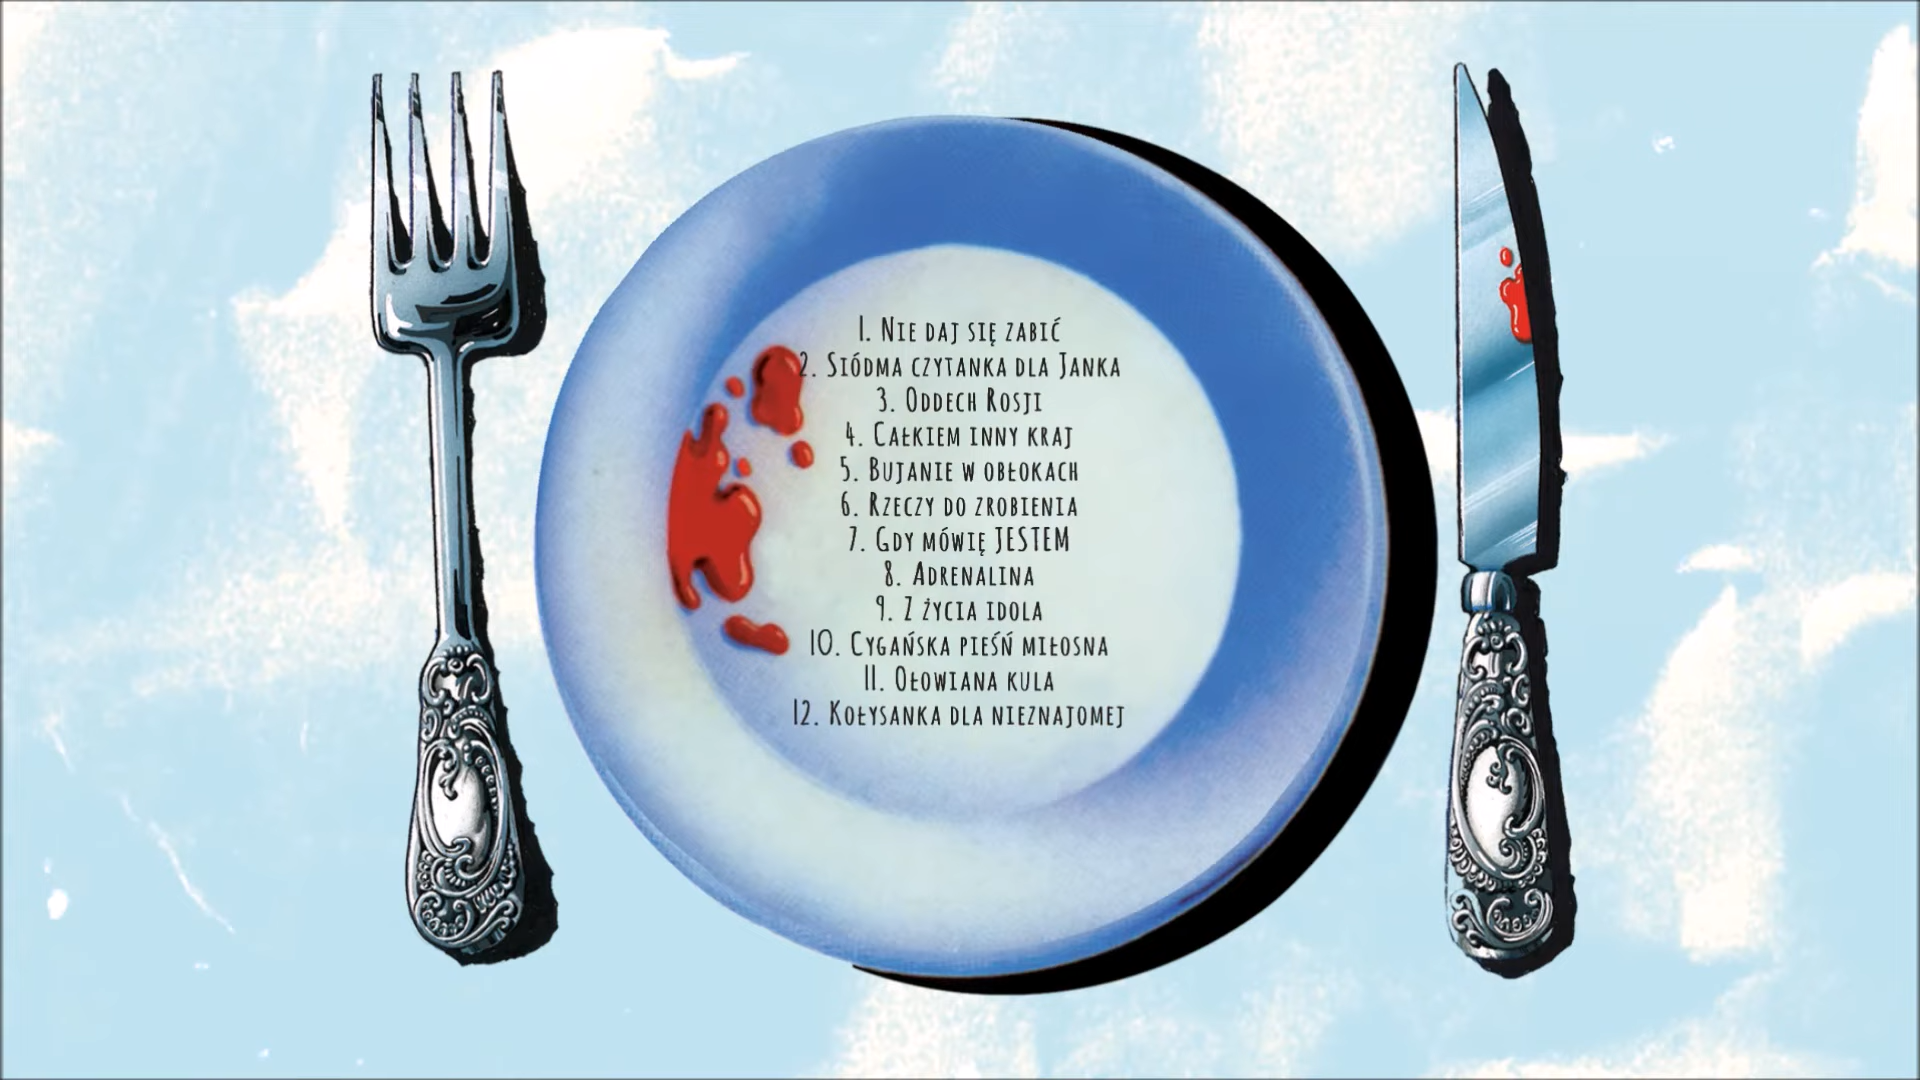 1. Nie daj się zabić
2. Siódma czytanka dla Janka
3. Oddech Rosji
4. Całkiem inny kraj
5. Bujanie w obłokach
6. Rzeczy do zrobienia
7. Gdy mówię JESTEM
8. Adrenalina
9. Z życia idola
10. Cygańska pieśń miłosna
11. Ołowiana kula
12. Kołysanka dla nieznajomej